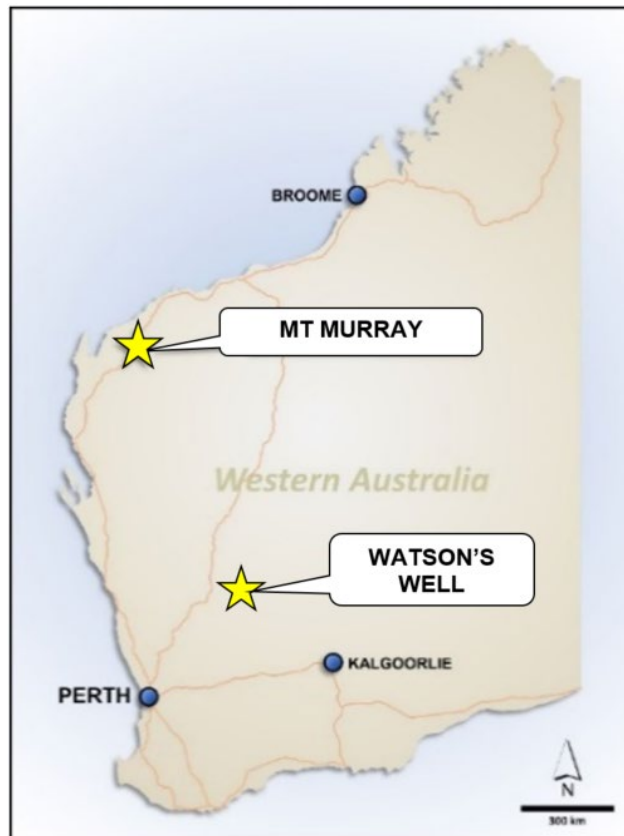 BROOME
MT MURRAY
Western Australia
WATSON'S
WELL
KALGOORLIE
PERTH
N
300 km